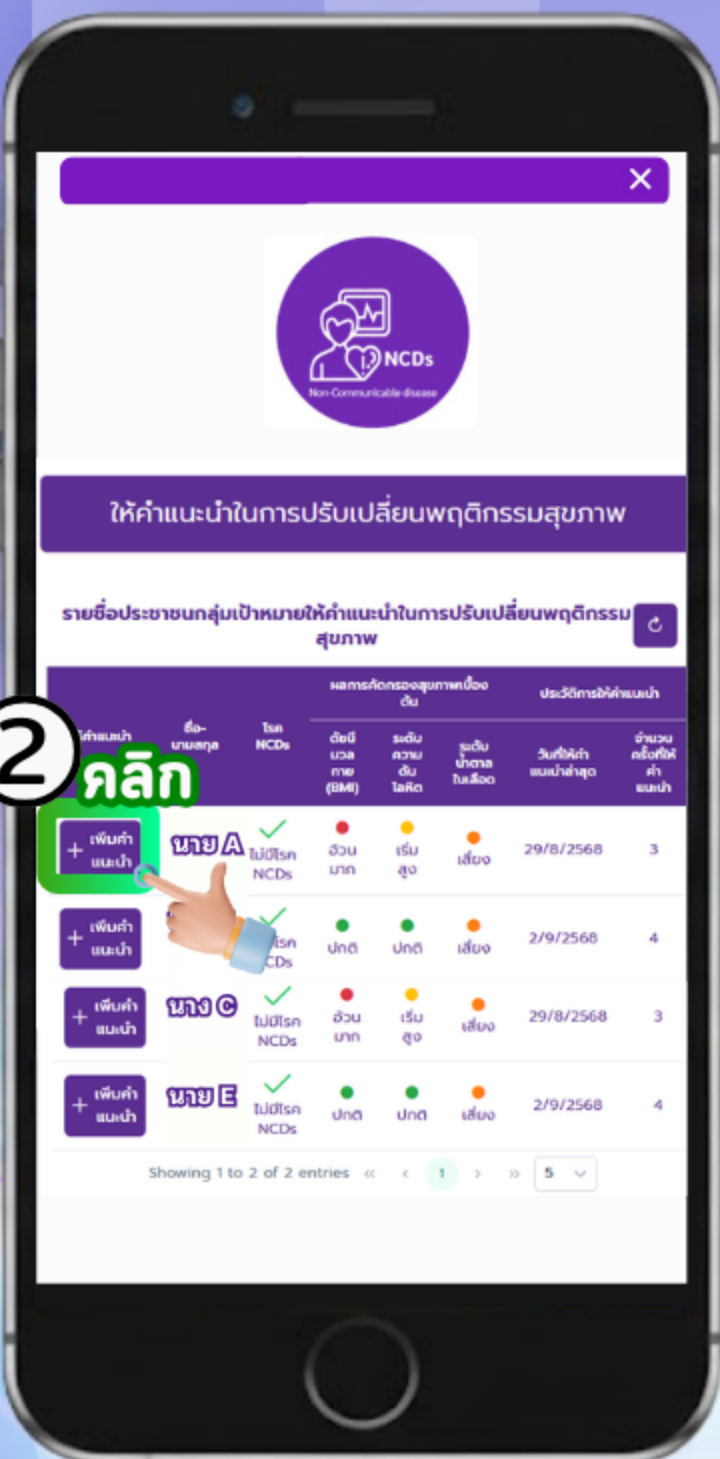 NCDs
Non-Communicable disease
ให้คำแนะนำในการปรับเปลี่ยนพฤติกรรมสุขภาพ
รายชื่อประชาชนกลุ่มเป้าหมายให้คำแนะนำในการปรับเปลี่ยนพฤติกรรม
สุขภาพ
ผลการคัดกรองสุขภาพเบื้อง
ต้น
ประวัติการให้คำแนะนำ
คำแนะนำ
ชื่อ-
นามสกุล
โรค
NCDs
ดัชนี
มวล
กาย
(BMI)
ระดับ
ความ
ดัน
โลหิต
ระดับ
น้ำตาล
ในเลือด
วันที่ให้คำ
แนะนำล่าสุด
จำนวน
ครั้งที่ให้
คำ
แนะนำ
2
คลิก
+ เพิ่มคำ
แนะนำ
นาย A
ไม่มีโรค
NCDs
อ้วน
มาก
เริ่ม
สูง
เสี่ยง
29/8/2568
3
+ เพิ่มคำ
แนะนำ
โรค
CDs
ปกติ
ปกติ
เสี่ยง
2/9/2568
4
+ เพิ่มคำ
แนะนำ
นาง C
ไม่มีโรค
NCDs
อ้วน
มาก
เริ่ม
สูง
เสี่ยง
29/8/2568
3
+ เพิ่มคำ
แนะนำ
นาย E
ไม่มีโรค
NCDs
ปกติ
ปกติ
เสี่ยง
2/9/2568
4
Showing 1 to 2 of 2 entries « ‹ 1 › » 5